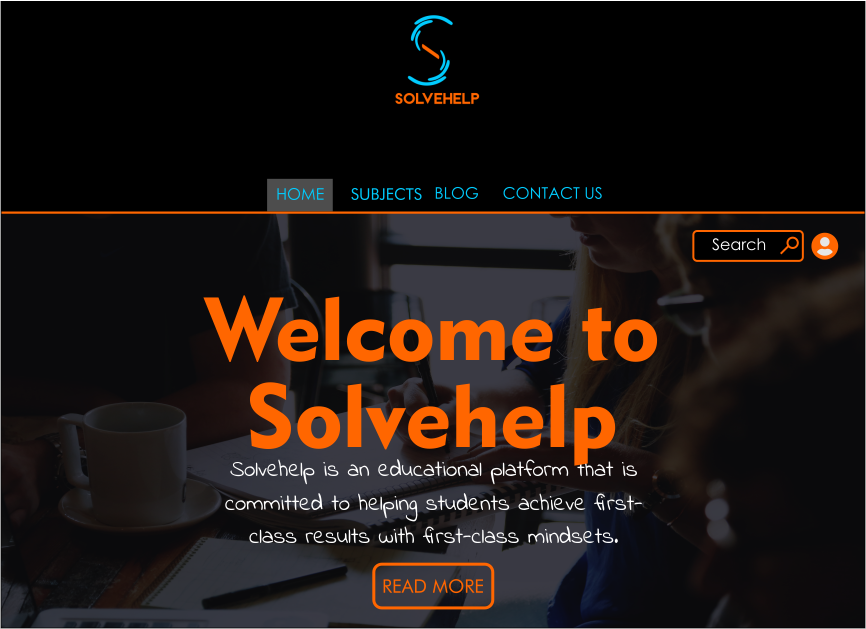 SOLVEHELP
HOME SUBJECTS BLOG CONTACT US
Search
Welcome to
Solvehelp
Solvehelp is an educational platform that is
committed to helping students achieve first-
class results with first-class mindsets.
READ MORE